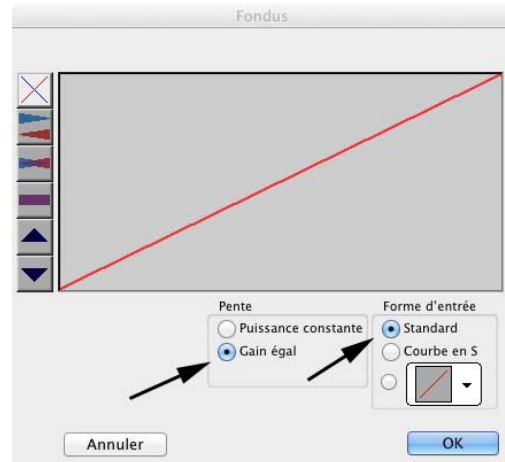 Fondus
Pente
Puissance constante
Gain égal
Forme d'entrée
Standard
Courbe en S
Annuler
OK